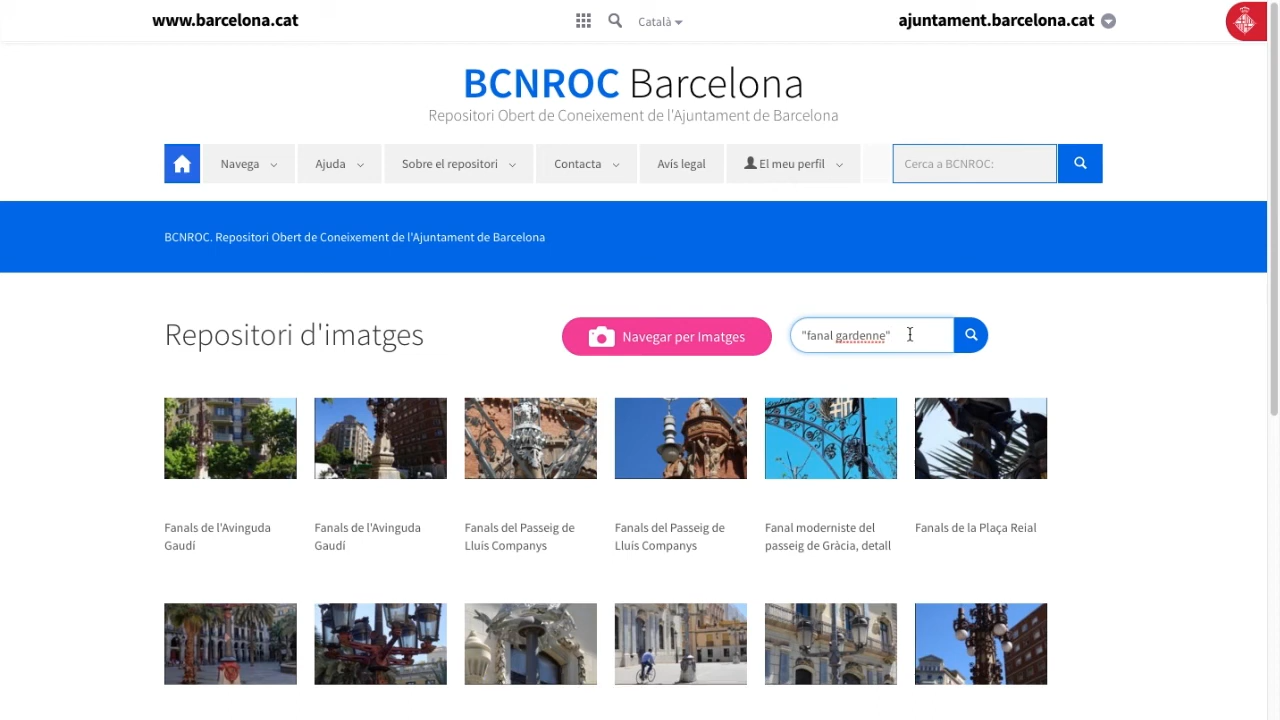 www.barcelona.cat
Català
ajuntament.barcelona.cat
BCNROC Barcelona
Repositori Obert de Coneixement de l'Ajuntament de Barcelona
Navega
Ajuda
Sobre el repositori
Contacta
Avís legal
El meu perfil
Cerca a BCNROC:
BCNROC. Repositori Obert de Coneixement de l'Ajuntament de Barcelona
Repositori d'imatges
Navegar per Imatges
"fanal gardenne"
Fanals de l'Avinguda
Gaudí
Fanals de l'Avinguda
Gaudí
Fanals del Passeig de
Lluís Companys
Fanals del Passeig de
Lluís Companys
Fanal moderniste del
passeig de Gràcia, detall
Fanals de la Plaça Reial